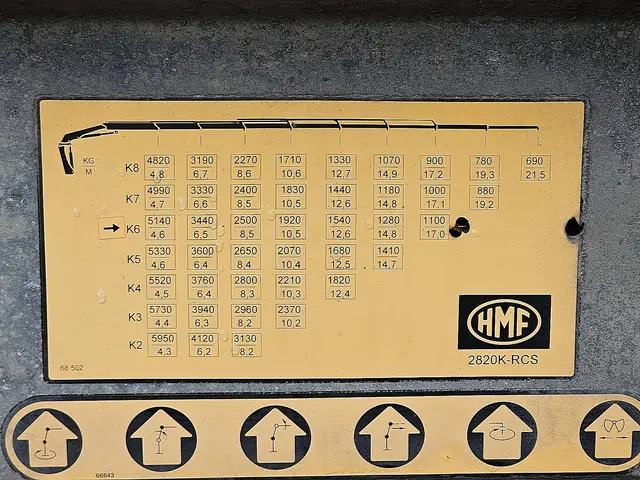 KG
M
K8 4820 3190 2270 1710 1330 1070 900 780 690
4,8 6,7 8,6 10,6 12,7 14,9 17,2 19,3 21,5
K7 4990 3330 2400 1830 1440 1180 1000 880
4,7 6,6 8,5 10,5 12,6 14,8 17,1 19,2
K6 5140 3440 2500 1920 1540 1280 1100
4,6 6,5 8,5 10,5 12,6 14,8 17,0
K5 5330 3600 2650 2070 1680 1410
4,6 6,4 8,4 10,4 12,5 14,7
K4 5520 3760 2800 2210 1820
4,5 6,4 8,3 10,3 12,4
K3 5730 3940 2960 2370
4,4 6,3 8,2 10,2
K2 5950 4120 3130
4,3 6,2 8,2
HMF
2820K-RCS
68 502
66643